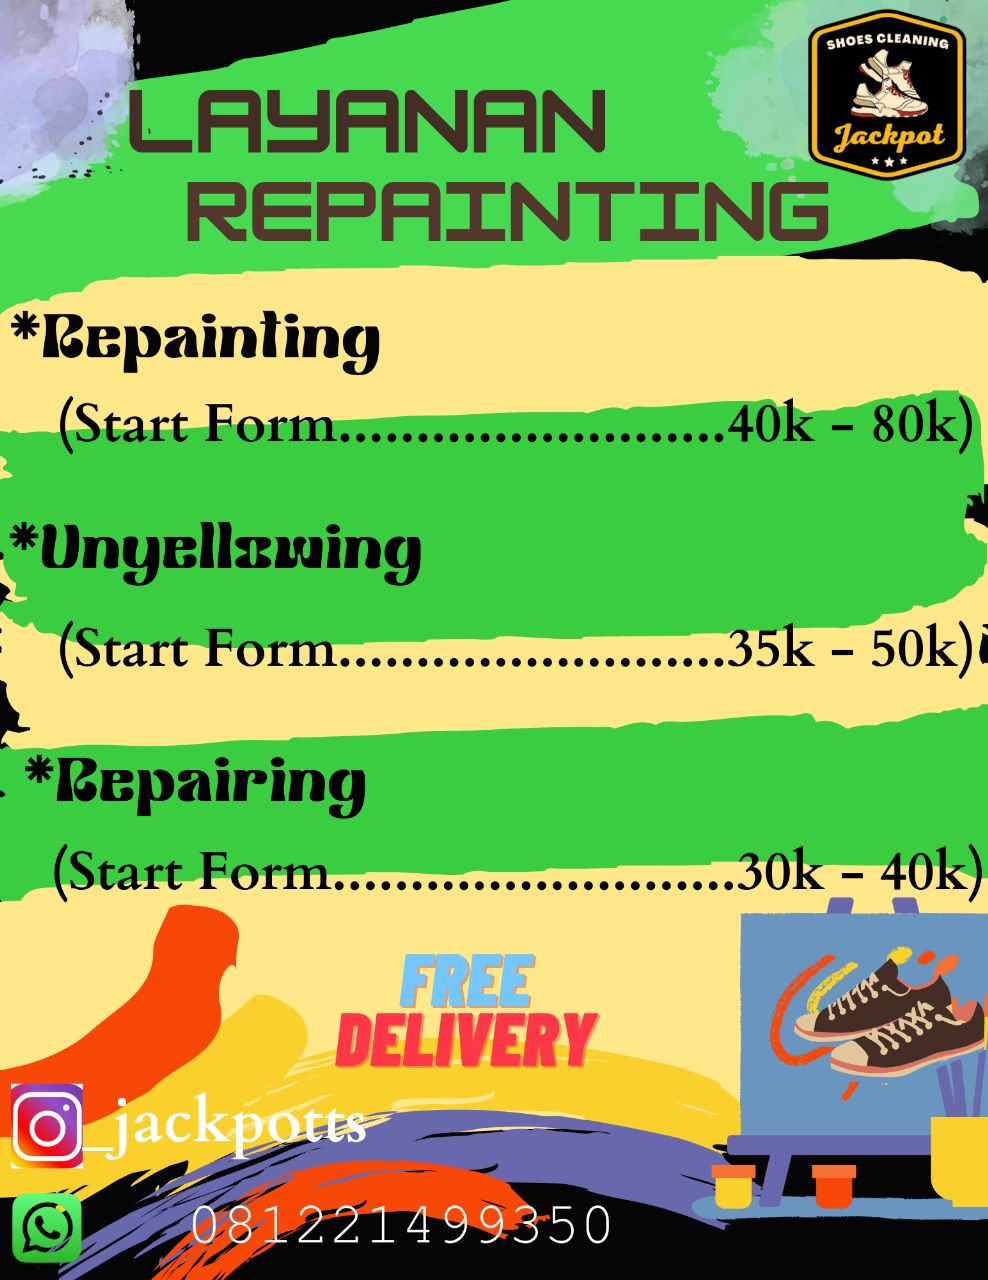 SHOES CLEANING
Jackpot
LAYANAN
REPAINTING
*Repainting
(Start Form.........................40k - 80k)
*Unyellowing
(Start Form.........................35k - 50k)
*Repairing
(Start Form..........................30k - 40k)
FREE
DELIVERY
_jackpotts
081221499350